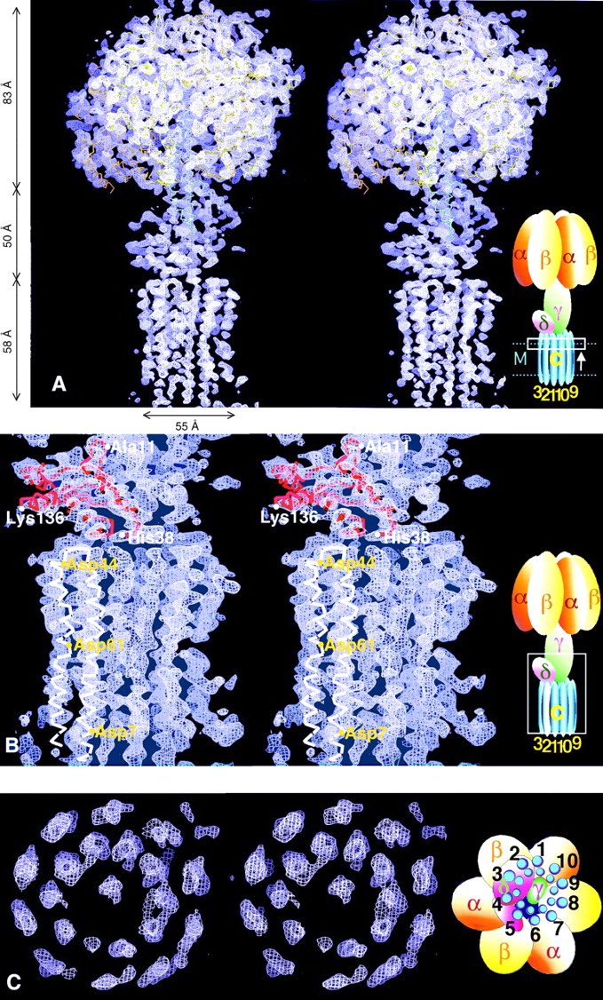 83 Å
50 Å
58 Å
A
55 Å
α β α β
γ
δ
M C
3 2 1 10 9
Ala11
Ala11
Lys136
Lys136
His38
His38
Asp44
Asp44
Asp61
Asp61
Asp7
Asp7
B
α β α β
γ
δ
C
3 2 1 10 9
C
β
2 1
3 10
δ γ 9
4 8
α
5 6 7
β α